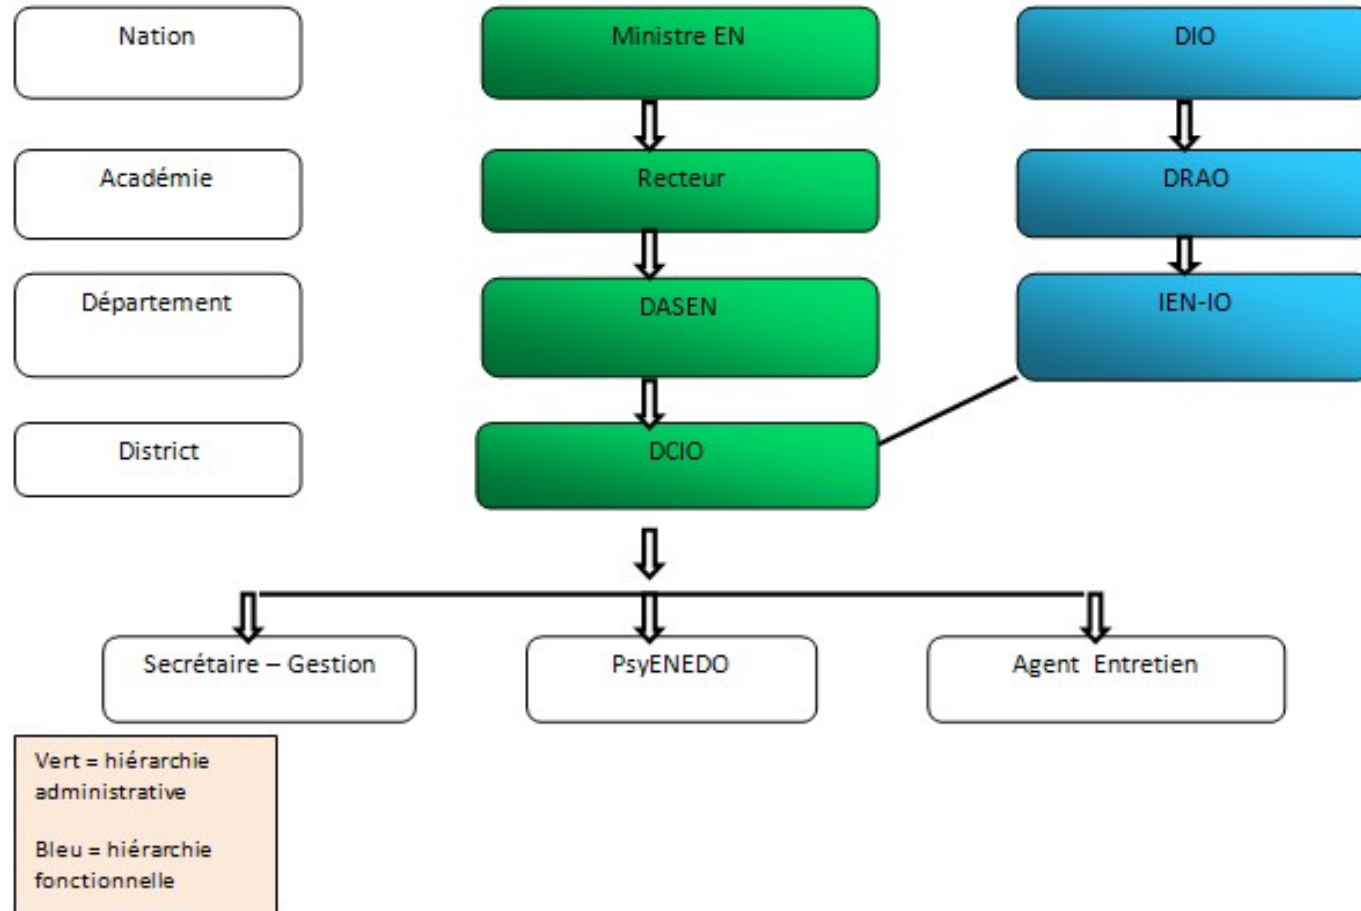 Nation
Ministre EN
DIO
Académie
Recteur
DRAO
Département
DASEN
IEN-IO
District
DCIO
Secrétaire – Gestion
PsyENEDO
Agent Entretien
Vert = hiérarchie
administrative
Bleu = hiérarchie
fonctionnelle